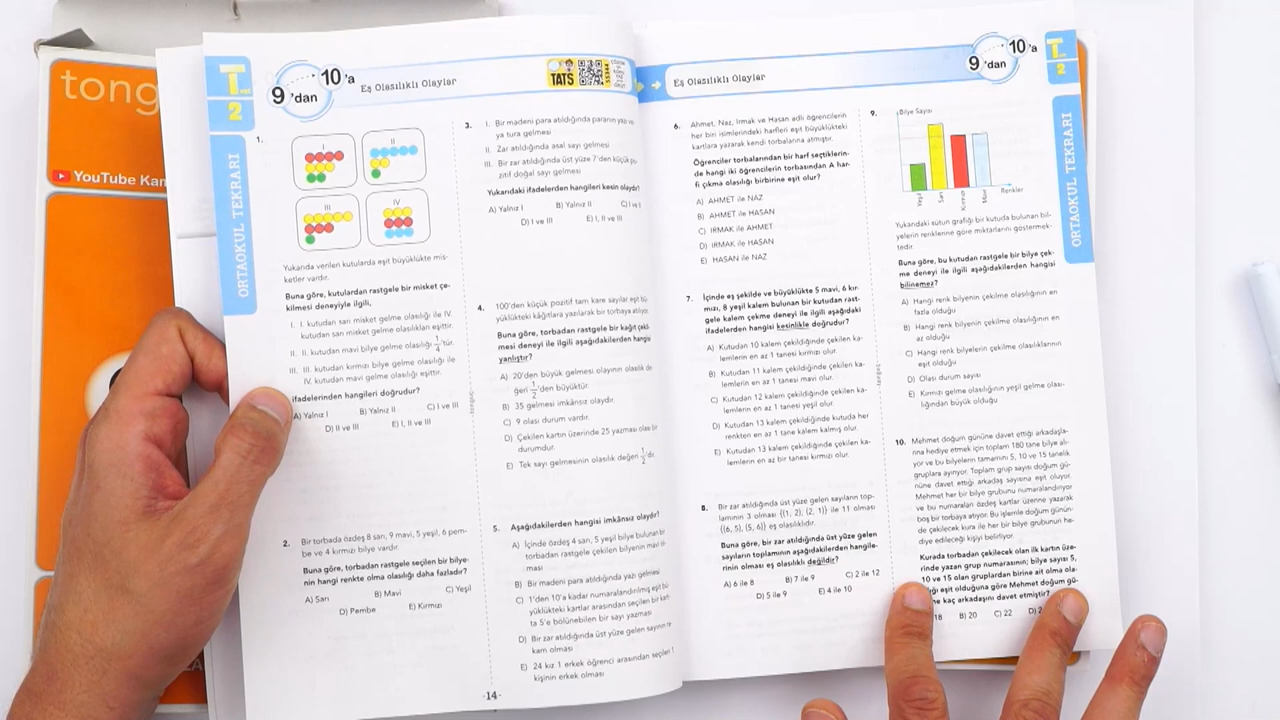 tong
YouTube Kan
T
2
ORTAOKUL TEKRARI
9'dan 10'a
Eş Olasılıklı Olaylar
TATS
1.
I
II
III
IV
Yukarıda verilen kutularda eşit büyüklükte mis-
ketler vardır.
Buna göre, kutulardan rastgele bir misket çe-
kilmesi deneyiyle ilgili,
I. I. kutudan sarı misket gelme olasılığı ile IV.
kutudan sarı misket gelme olasılıkları eşittir.
II. II. kutudan mavi bilye gelme olasılığı 1/4 'tür.
III. III. kutudan kırmızı bilye gelme olasılığı ile
IV. kutudan mavi gelme olasılığı eşittir.
ifadelerinden hangileri doğrudur?
A) Yalnız I B) Yalnız II C) I ve III
D) II ve III E) I, II ve III
2. Bir torbada özdeş 8 sarı, 9 mavi, 5 yeşil, 6 pem-
be ve 4 kırmızı bilye vardır.
Buna göre, torbadan rastgele seçilen bir bilye-
nin hangi renkte olma olasılığı daha fazladır?
A) Sarı B) Mavi C) Yeşil
D) Pembe E) Kırmızı
3. I. Bir madeni para atıldığında paranın yazı ve
ya tura gelmesi
II. Zar atıldığında asal sayı gelmesi
III. Bir zar atıldığında üst yüze 7'den küçük po
zitif doğal sayı gelmesi
Yukarıdaki ifadelerden hangileri kesin olaydır?
A) Yalnız I B) Yalnız II C) I ve II
D) I ve III E) I, II ve III
4. 100'den küçük pozitif tam kare sayılar eşit bü
yüklükteki kâğıtlara yazılarak bir torbaya atılıyor.
Buna göre, torbadan rastgele bir kağıt çekil
mesi deneyi ile ilgili aşağıdakilerden hangisi
yanlıştır?
A) 20'den büyük gelmesi olayının olasılık de
ğeri 1/2 'den büyüktür.
B) 35 gelmesi imkânsız olaydır.
C) 9 olası durum vardır.
D) Çekilen kartın üzerinde 25 yazması olası bir
durumdur.
E) Tek sayı gelmesinin olasılık değeri 1/2 'dir.
5. Aşağıdakilerden hangisi imkânsız olaydır?
A) İçinde özdeş 4 sarı, 5 yeşil bilye bulunan bir
torbadan rastgele çekilen bilyenin mavi
ması
B) Bir madeni para atıldığında yazı gelmesi
C) 1'den 10'a kadar numaralandırılmış eşit bü
yüklükteki kartlar arasından seçilen bir kart
ta 5'e bölünebilen bir sayı yazması
D) Bir zar atıldığında üst yüze gelen sayının
kam olması
E) 24 kız 1 erkek öğrenci arasından seçilen 1
kişinin erkek olması
tonguç
·14·
Eş Olasılıklı Olaylar
9'dan 10'a
T
2
ORTAOKUL TEKRARI
6. Ahmet, Naz, Irmak ve Hasan adlı öğrencilerin
her biri isimlerindeki harfleri eşit büyüklükteki
kartlara yazarak kendi torbalarına atmıştır.
Öğrenciler torbalarından bir harf seçtiklerin-
de hangi iki öğrencilerin torbasından A har-
fi çıkma olasılığı birbirine eşit olur?
A) AHMET ile NAZ
B) AHMET ile HASAN
C) IRMAK ile AHMET
D) IRMAK ile HASAN
E) HASAN ile NAZ
7. İçinde eş şekilde ve büyüklükte 5 mavi, 6 kır-
mızı, 8 yeşil kalem bulunan bir kutudan rast-
gele kalem çekme deneyi ile ilgili aşağıdaki
ifadelerden hangisi kesinlikle doğrudur?
A) Kutudan 10 kalem çekildiğinde çekilen ka-
lemlerin en az 1 tanesi kırmızı olur.
B) Kutudan 11 kalem çekildiğinde çekilen ka-
lemlerin en az 1 tanesi mavi olur.
C) Kutudan 12 kalem çekildiğinde çekilen ka-
lemlerin en az 1 tanesi yeşil olur.
D) Kutudan 13 kalem çekildiğinde kutuda her
renkten en az 1 tane kalem kalmış olur.
E) Kutudan 13 kalem çekildiğinde çekilen ka-
lemlerin en az bir tanesi kırmızı olur.
8. Bir zar atıldığında üst yüze gelen sayıların top-
lamının 3 olması {(1, 2), (2, 1)} ile 11 olması
{(6, 5), (5, 6)} eş olasılıklıdır.
Buna göre, bir zar atıldığında üst yüze gelen
sayıların toplamının aşağıdakilerden hangile-
rinin olması eş olasılıklı değildir?
A) 6 ile 8 B) 7 ile 9 C) 2 ile 12
D) 5 ile 9 E) 4 ile 10
tonguç
9.
Bilye Sayısı
Yeşil
Sarı
Kırmızı
Mavi
Renkler
Yukarıdaki sütun grafiği bir kutuda bulunan bil-
yelerin renklerine göre miktarlarını göstermek-
tedir.
Buna göre, bu kutudan rastgele bir bilye çek-
me deneyi ile ilgili aşağıdakilerden hangisi
bilinemez?
A) Hangi renk bilyenin çekilme olasılığının en
fazla olduğu
B) Hangi renk bilyenin çekilme olasılığının en
az olduğu
C) Hangi renk bilyelerin çekilme olasılıklarının
eşit olduğu
D) Olası durum sayısı
E) Kırmızı gelme olasılığının yeşil gelme olası-
lığından büyük olduğu
10. Mehmet doğum gününe davet ettiği arkadaşla-
rına hediye etmek için toplam 180 tane bilye alı-
yor ve bu bilyelerin tamamını 5, 10 ve 15 tanelik
gruplara ayırıyor. Toplam grup sayısı doğum gü-
nüne davet ettiği arkadaş sayısına eşit oluyor.
Mehmet her bir bilye grubunu numaralandırıyor
ve bu numaraları özdeş kartlar üzerine yazarak
boş bir torbaya atıyor. Bu işlemle doğum günün-
de çekilecek kura ile her bir bilye grubunun he-
diye edileceği kişiyi belirliyor.
Kurada torbadan çekilecek olan ilk kartın üze-
rinde yazan grup numarasının; bilye sayısı 5,
10 ve 15 olan gruplardan birine ait olma ola-
ğı eşit olduğuna göre Mehmet doğum gü-
ne kaç arkadaşını davet etmiştir?
18 B) 20 C) 22 D) 2